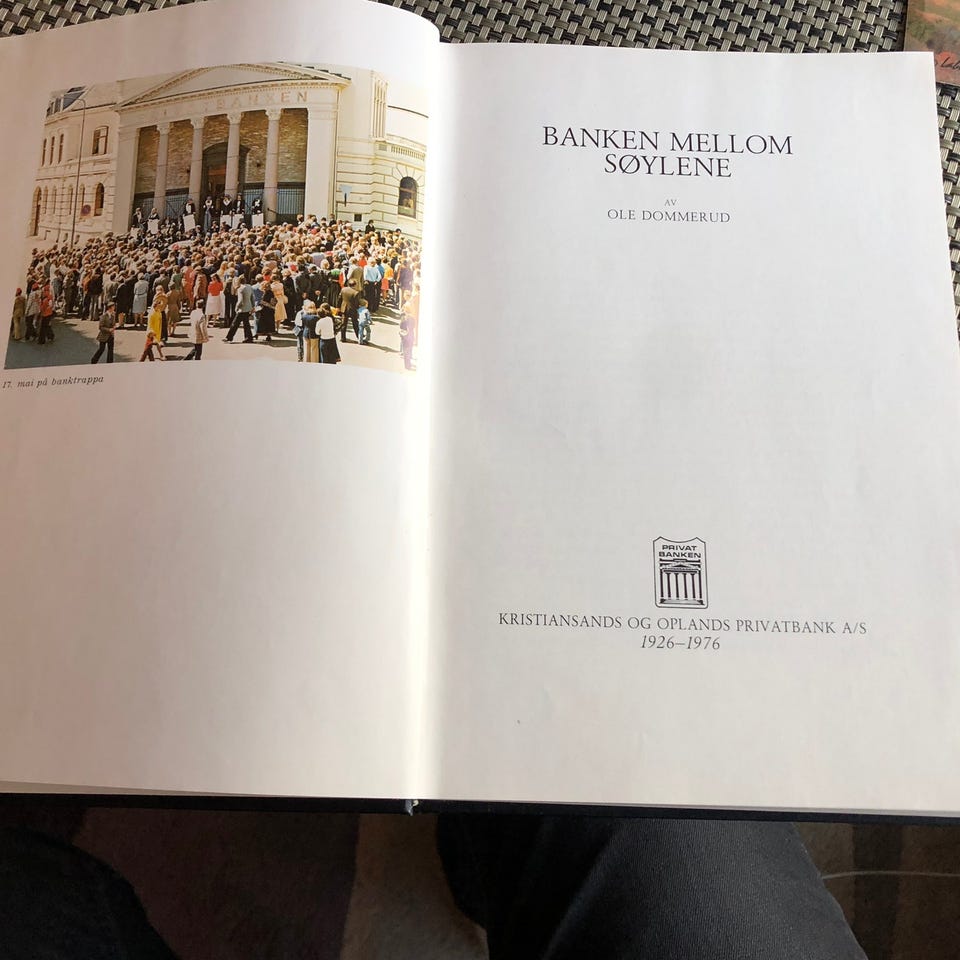 BANKEN
17. mai på banktrappa
BANKEN MELLOM
SØYLENE
AV
OLE DOMMERUD
PRIVAT
BANKEN
KRISTIANSANDS OG OPLANDS PRIVATBANK A/S
1926–1976